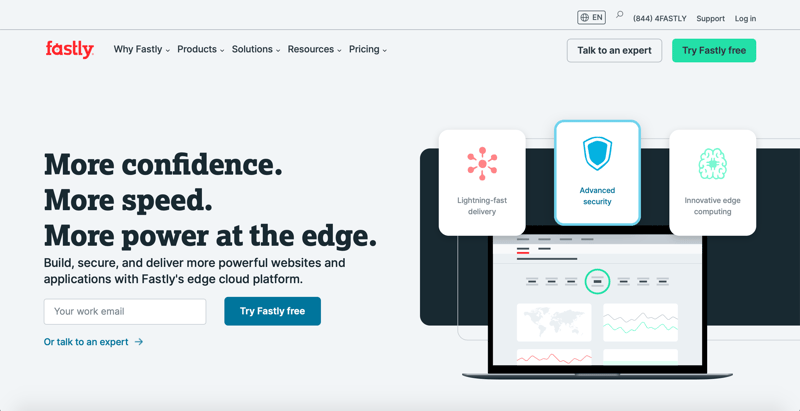 EN
(844) 4FASTLY
Support
Log in
fastly
Why Fastly
Products
Solutions
Resources
Pricing
Talk to an expert
Try Fastly free
More confidence.
More speed.
More power at the edge.
Build, secure, and deliver more powerful websites and
applications with Fastly's edge cloud platform.
Your work email
Try Fastly free
Or talk to an expert →
Lightning-fast
delivery
Advanced
security
Innovative edge
computing